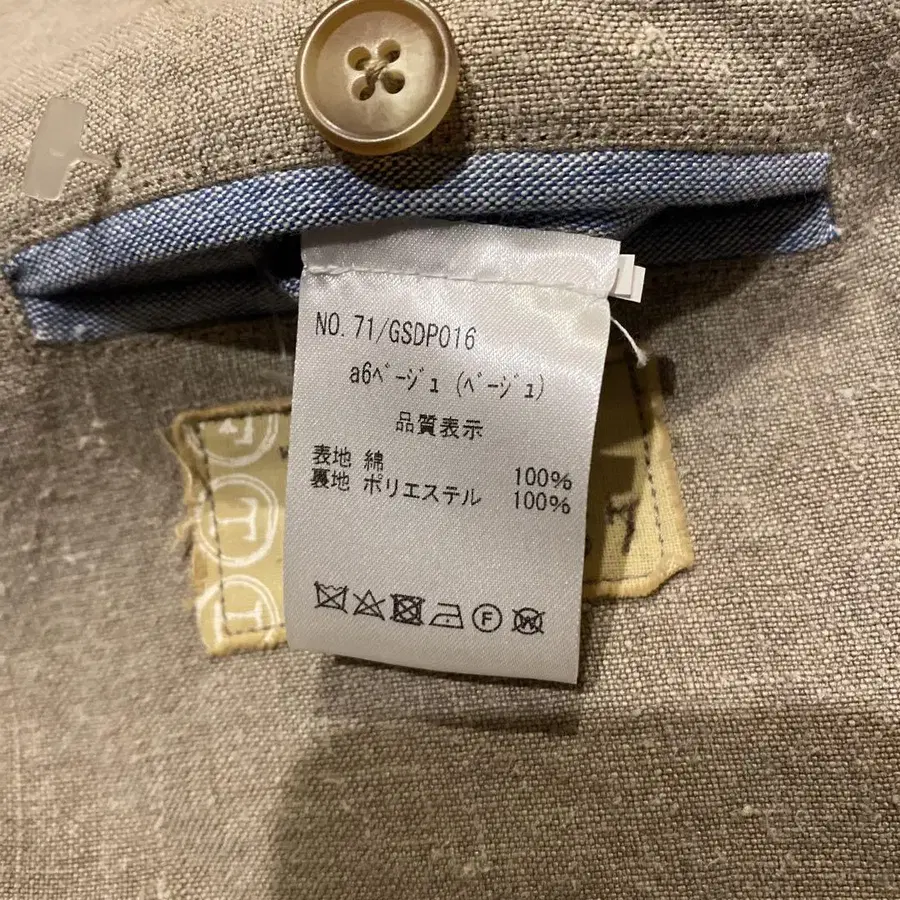 NO. 71/GSDP016
a6ﾍﾞｰｼﾞｭ (ﾍﾞｰｼﾞｭ)
品質表示
表地 綿 100%
裏地 ポリエステル 100%
F W
T
T